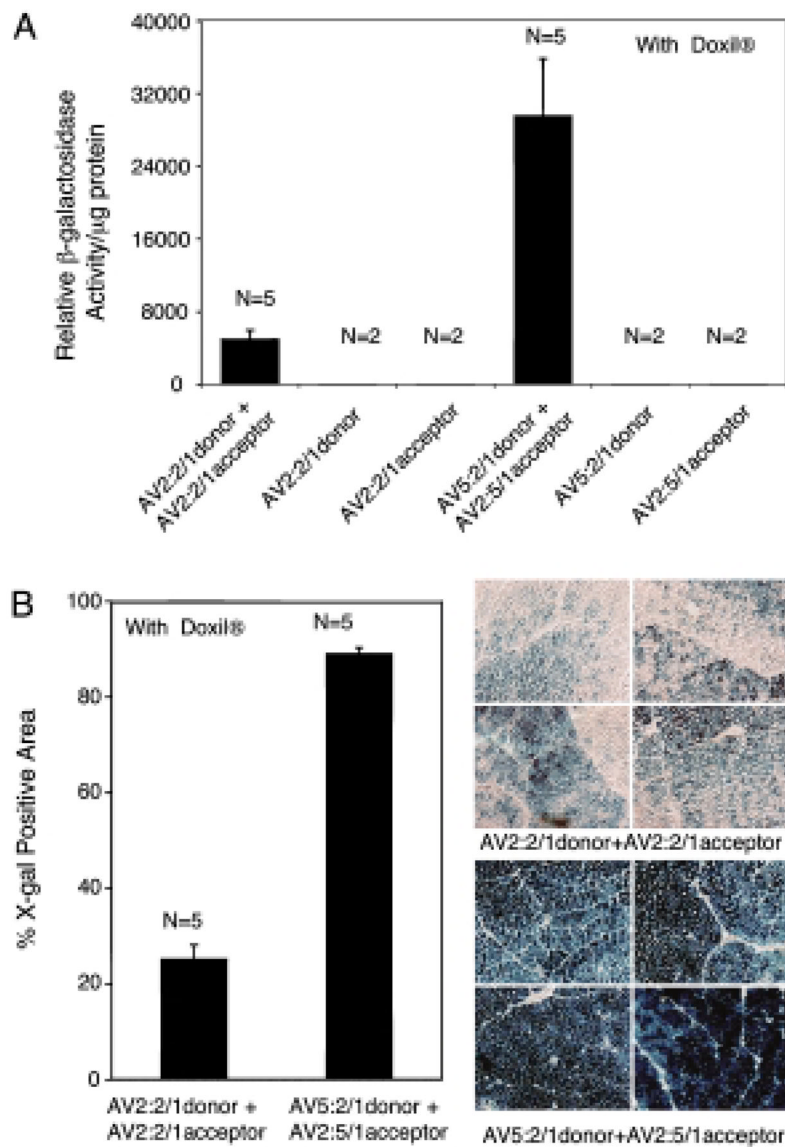 A
Relative β-galactosidase
Activity/µg protein
40000
32000
24000
16000
8000
0
With Doxil®
N=5
N=2
N=2
N=5
N=2
N=2
AV2:2/1donor +
AV2:2/1acceptor
AV2:2/1donor
AV2:2/1acceptor
AV5:2/1donor +
AV2:5/1acceptor
AV5:2/1donor
AV2:5/1acceptor
B
% X-gal Positive Area
100
80
60
40
20
0
With Doxil®
N=5
N=5
AV2:2/1donor +
AV2:2/1acceptor
AV5:2/1donor +
AV2:5/1acceptor
AV2:2/1donor+AV2:2/1acceptor
AV5:2/1donor+AV2:5/1acceptor